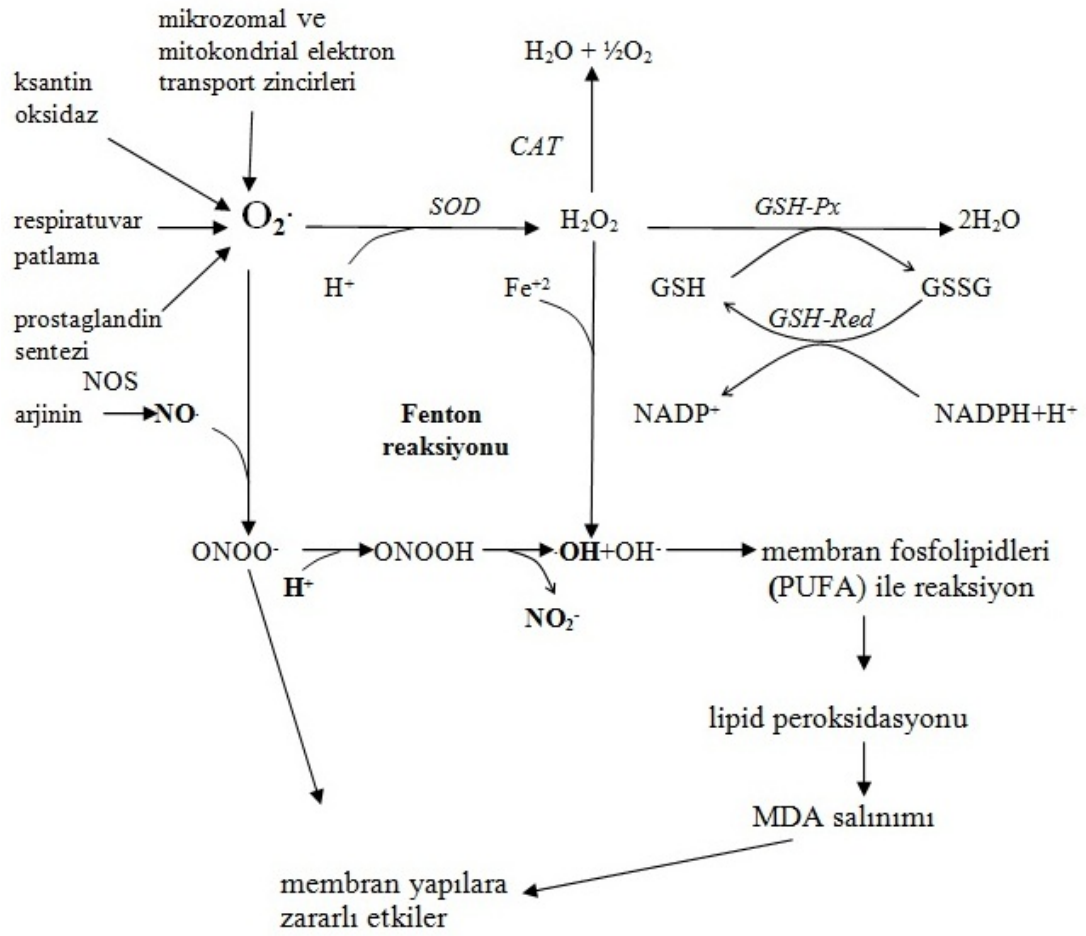 mikrozomal ve
mitokondrial elektron
transport zincirleri
ksantin
oksidaz
H₂O + ½O₂
CAT
respiratuvar
patlama
O₂·
SOD
H₂O₂
GSH-Px
2H₂O
H⁺
Fe⁺²
GSH
GSSG
prostaglandin
sentezi
GSH-Red
NOS
arjinin
NO·
Fenton
reaksiyonu
NADP⁺
NADPH+H⁺
ONOO⁻
H⁺
ONOOH
·OH+OH⁻
NO₂⁻
membran fosfolipidleri
(PUFA) ile reaksiyon
lipid peroksidasyonu
MDA salınımı
membran yapılara
zararlı etkiler